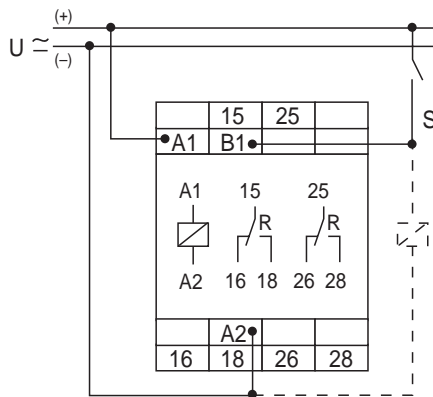 (+)
U ≂ (–)
S
15 25
A1 B1
A1 15 25
R R
A2 16 18 26 28
A2
16 18 26 28